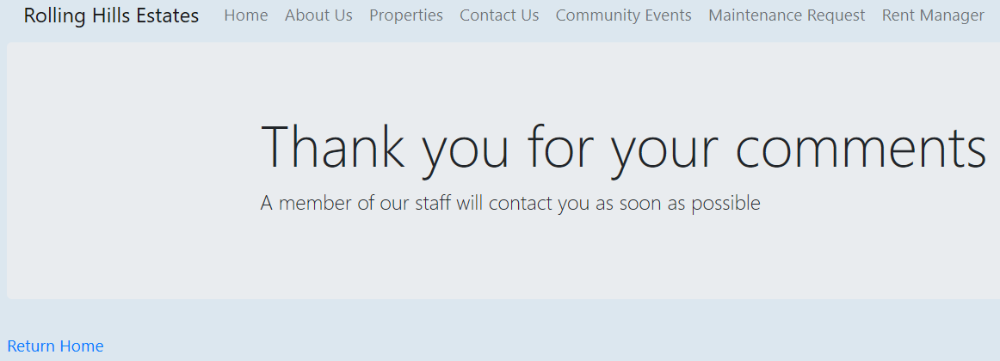 Rolling Hills Estates Home About Us Properties Contact Us Community Events Maintenance Request Rent Manager
Thank you for your comments
A member of our staff will contact you as soon as possible
Return Home